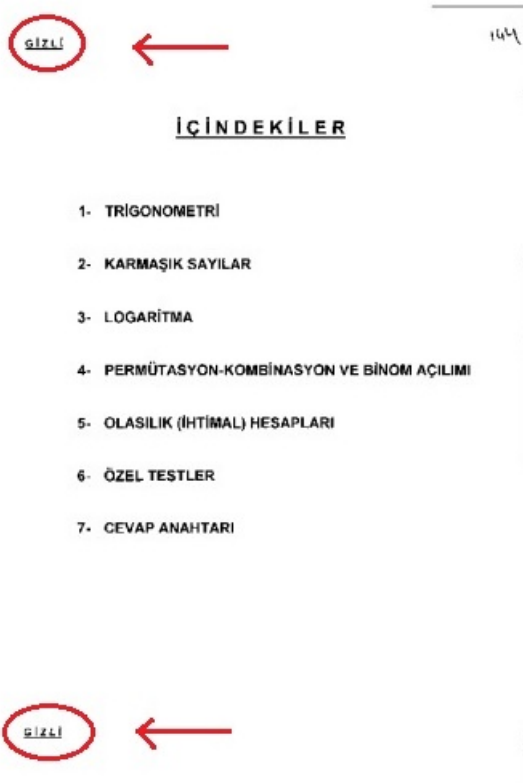 GİZLİ
144
İÇİNDEKİLER
1- TRİGONOMETRİ
2- KARMAŞIK SAYILAR
3- LOGARİTMA
4- PERMÜTASYON-KOMBİNASYON VE BİNOM AÇILIMI
5- OLASILIK (İHTİMAL) HESAPLARI
6- ÖZEL TESTLER
7- CEVAP ANAHTARI
GİZLİ